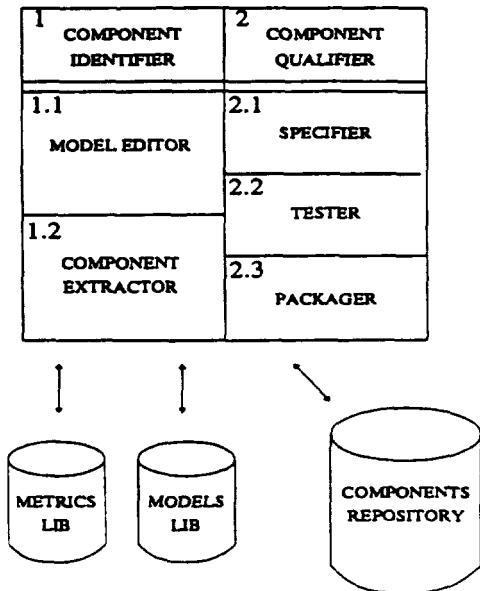 1
COMPONENT
IDENTIFIER
2
COMPONENT
QUALIFIER
1.1
MODEL EDITOR
1.2
COMPONENT
EXTRACTOR
2.1
SPECIFIER
2.2
TESTER
2.3
PACKAGER
METRICS
LIB
MODELS
LIB
COMPONENTS
REPOSITORY